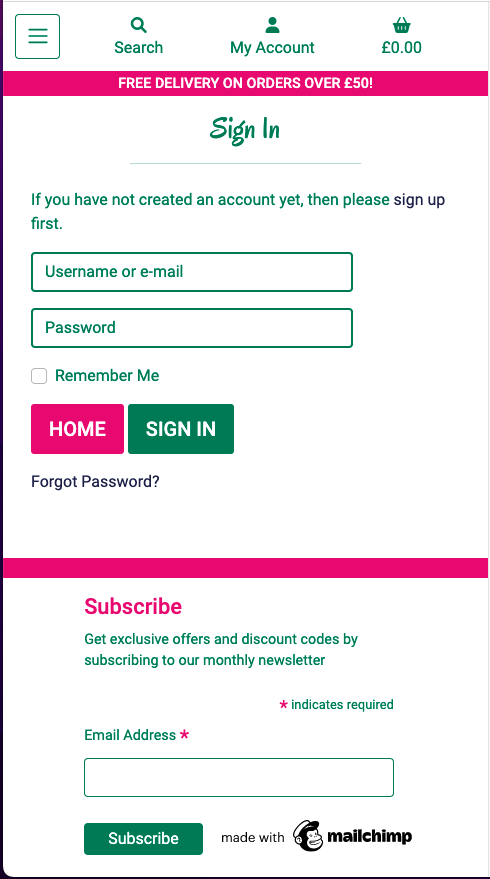 Search My Account £0.00
FREE DELIVERY ON ORDERS OVER £50!
Sign In
If you have not created an account yet, then please sign up
first.
Username or e-mail
Password
Remember Me
HOME SIGN IN
Forgot Password?
Subscribe
Get exclusive offers and discount codes by
subscribing to our monthly newsletter
* indicates required
Email Address *
Subscribe made with mailchimp